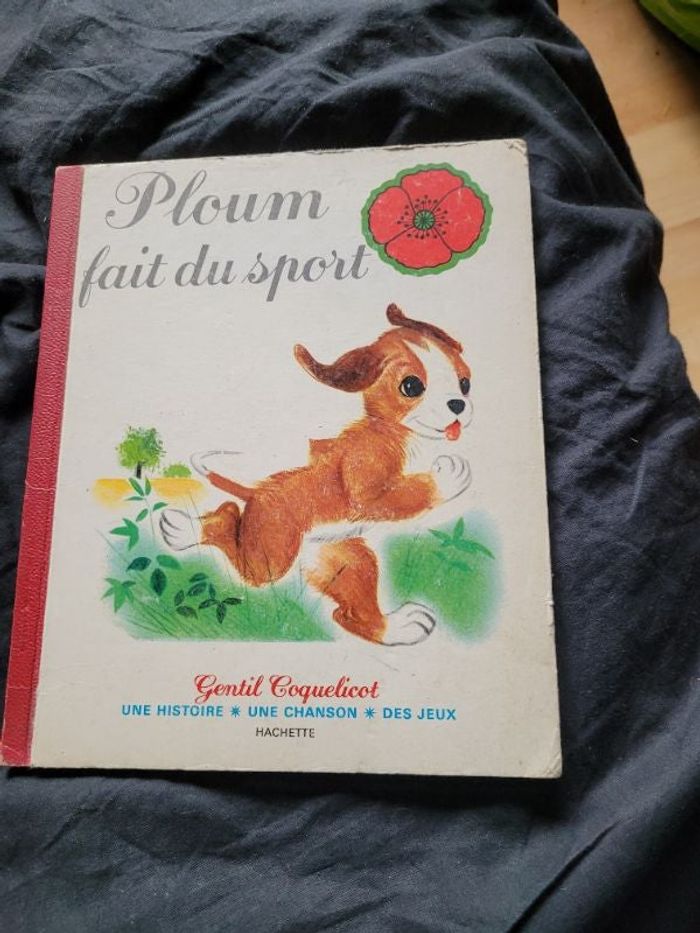 Ploum
fait du sport
Gentil Coquelicot
UNE HISTOIRE * UNE CHANSON * DES JEUX
HACHETTE